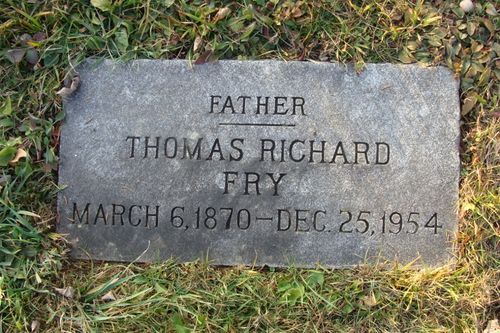 FATHER
THOMAS RICHARD
FRY
MARCH 6, 1870 — DEC. 25, 1954